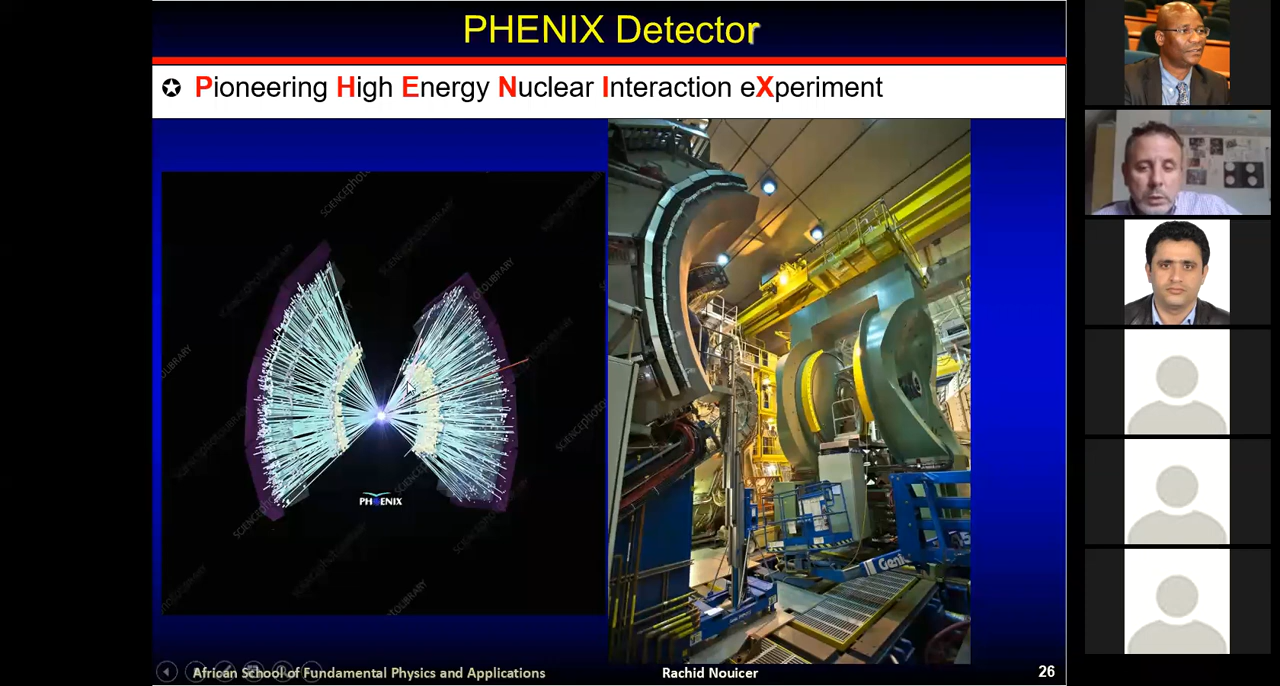 PHENIX Detector
Pioneering High Energy Nuclear Interaction eXperiment
SCIENCEphoto
PHENIX
Genie
African School of Fundamental Physics and Applications
Rachid Nouicer
26